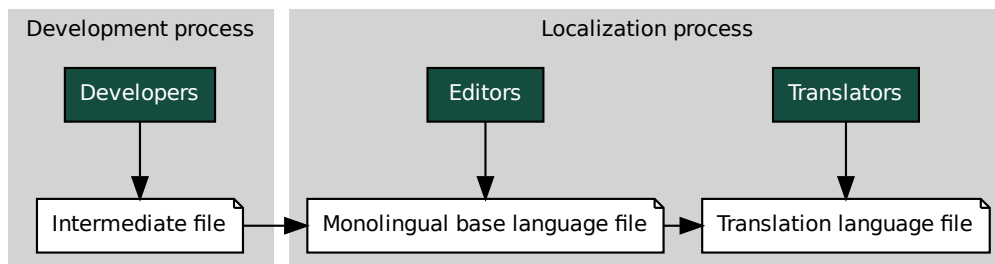 Development process
Localization process
Developers
Editors
Translators
Intermediate file
Monolingual base language file
Translation language file